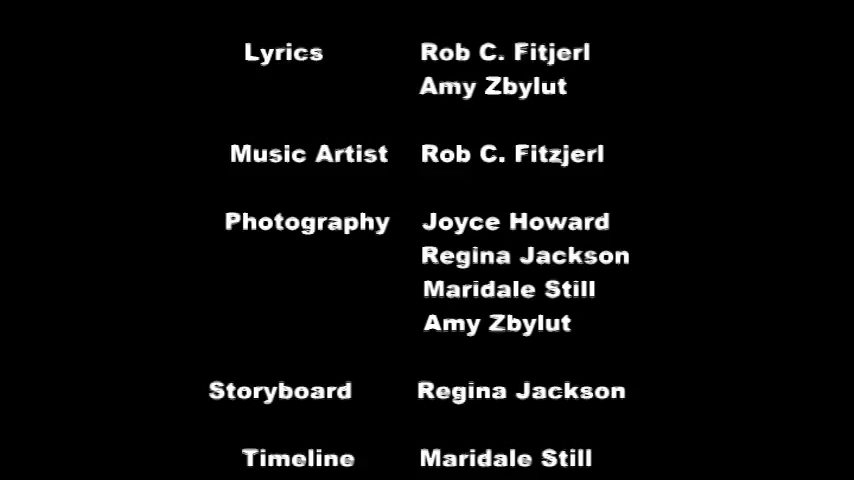 Lyrics Rob C. Fitjerl
Amy Zbylut
Music Artist Rob C. Fitzjerl
Photography Joyce Howard
Regina Jackson
Maridale Still
Amy Zbylut
Storyboard Regina Jackson
Timeline Maridale Still